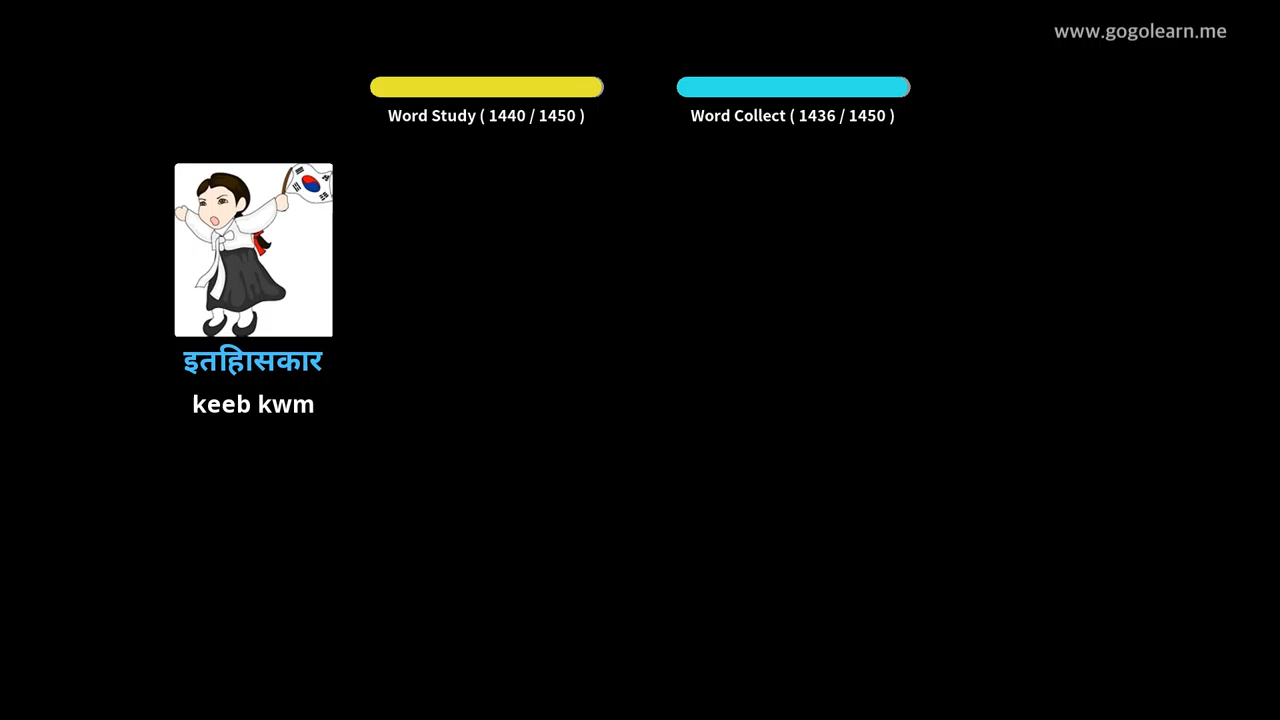 www.gogolearn.me
Word Study ( 1440 / 1450 )
Word Collect ( 1436 / 1450 )
इतिहासकार
keeb kwm